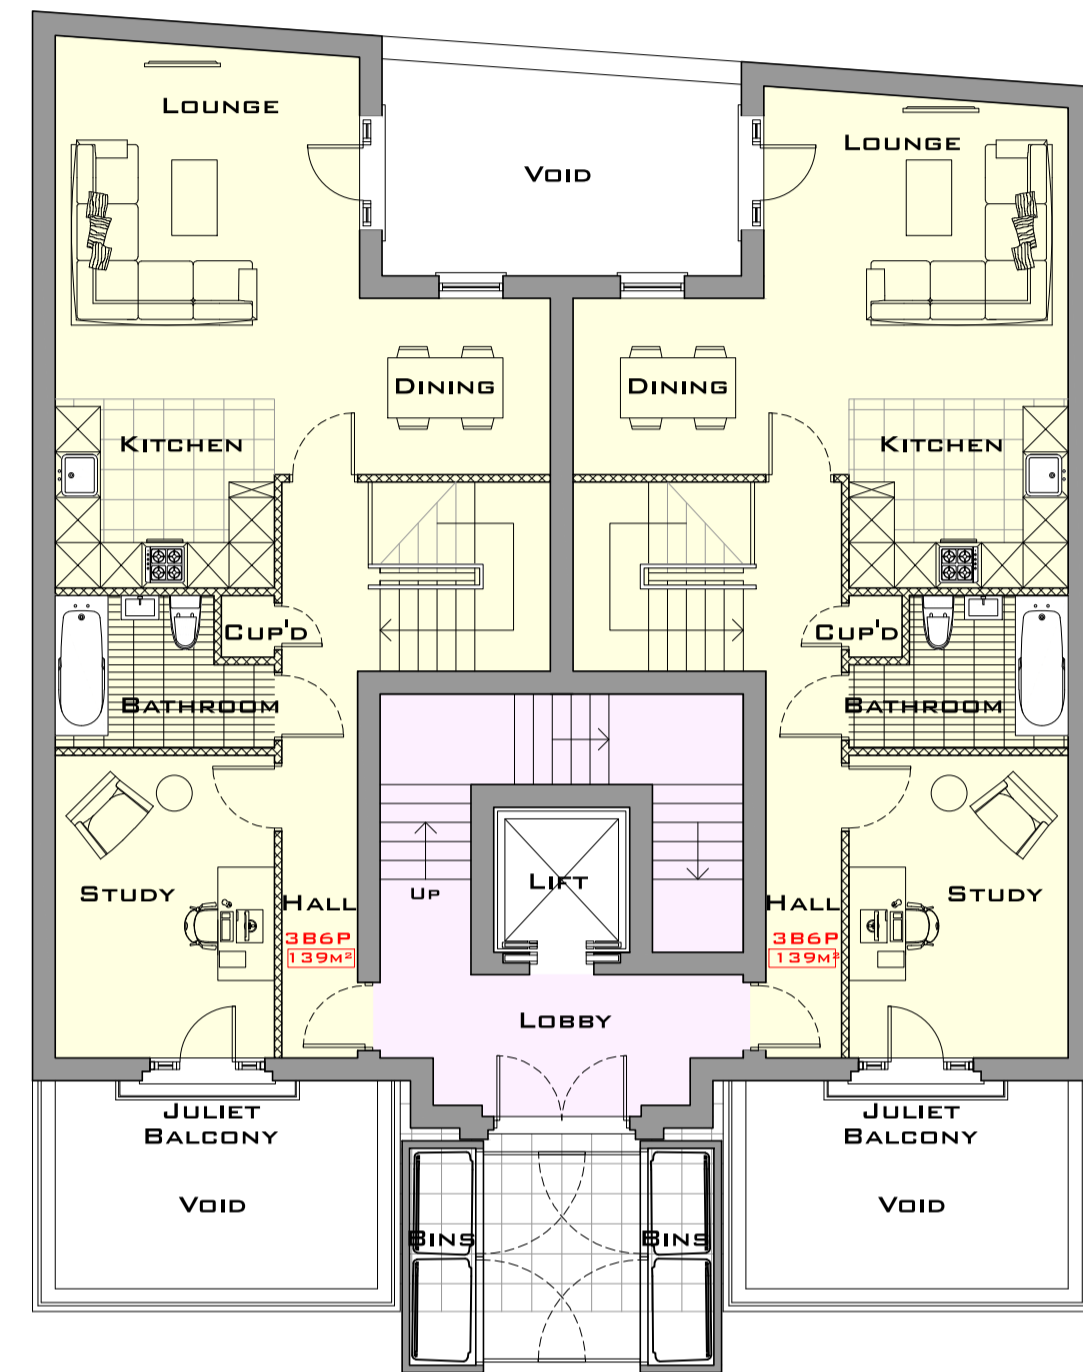 LOUNGE
LOUNGE
VOID
DINING
DINING
KITCHEN
KITCHEN
CUP'D
CUP'D
BATHROOM
BATHROOM
STUDY
UP
LIFT
STUDY
HALL
HALL
3B6P
139M²
3B6P
139M²
LOBBY
JULIET
BALCONY
JULIET
BALCONY
VOID
VOID
BINS
BINS